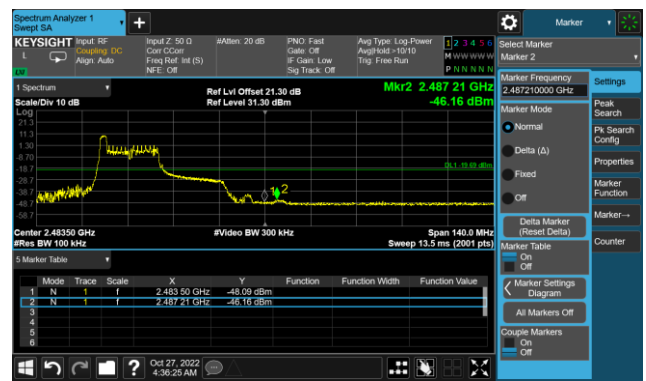 Spectrum Analyzer 1
Swept SA
Marker
KEYSIGHT
L
Input: RF
Coupling: DC
Align: Auto
Input Z: 50 Ω
Corr CCorr
Freq Ref: Int (S)
NFE: Off
#Atten: 20 dB
PNO: Fast
Gate: Off
IF Gain: Low
Sig Track: Off
Avg Type: Log-Power
Avg|Hold:>10/10
Trig: Free Run
1 2 3 4 5 6
M W W W W W
P N N N N N
Select Marker
Marker 2
Marker Frequency
2.487210000 GHz
Settings
Marker Mode
Normal
Delta (Δ)
Fixed
Off
Delta Marker
(Reset Delta)
Marker Table
On
Off
Marker Settings
Diagram
All Markers Off
Couple Markers
On
Off
Peak
Search
Pk Search
Config
Properties
Marker
Function
Marker→
Counter
1 Spectrum
Scale/Div 10 dB
Log
Ref Lvl Offset 21.30 dB
Ref Level 31.30 dBm
Mkr2 2.487 21 GHz
-46.16 dBm
21.3
11.3
1.30
-8.70
-18.7
-28.7
-38.7
-48.7
-58.7
DL1 -19.69 dBm
1
2
Center 2.48350 GHz
#Res BW 100 kHz
#Video BW 300 kHz
Span 140.0 MHz
Sweep 13.5 ms (2001 pts)
5 Marker Table
Mode Trace Scale X Y Function Function Width Function Value
1 N 1 f 2.483 50 GHz -48.09 dBm
2 N 1 f 2.487 21 GHz -46.16 dBm
3
4
5
6
?
Oct 27, 2022
4:36:25 AM